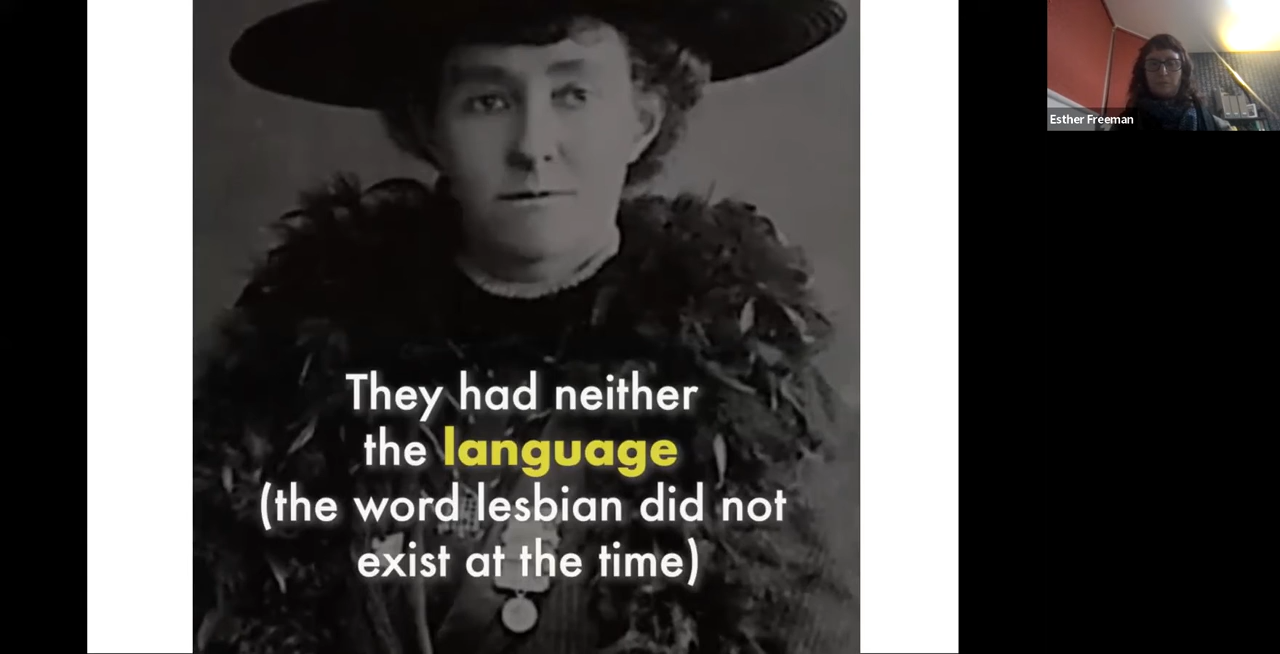 They had neither
the language
(the word lesbian did not
exist at the time)
Esther Freeman